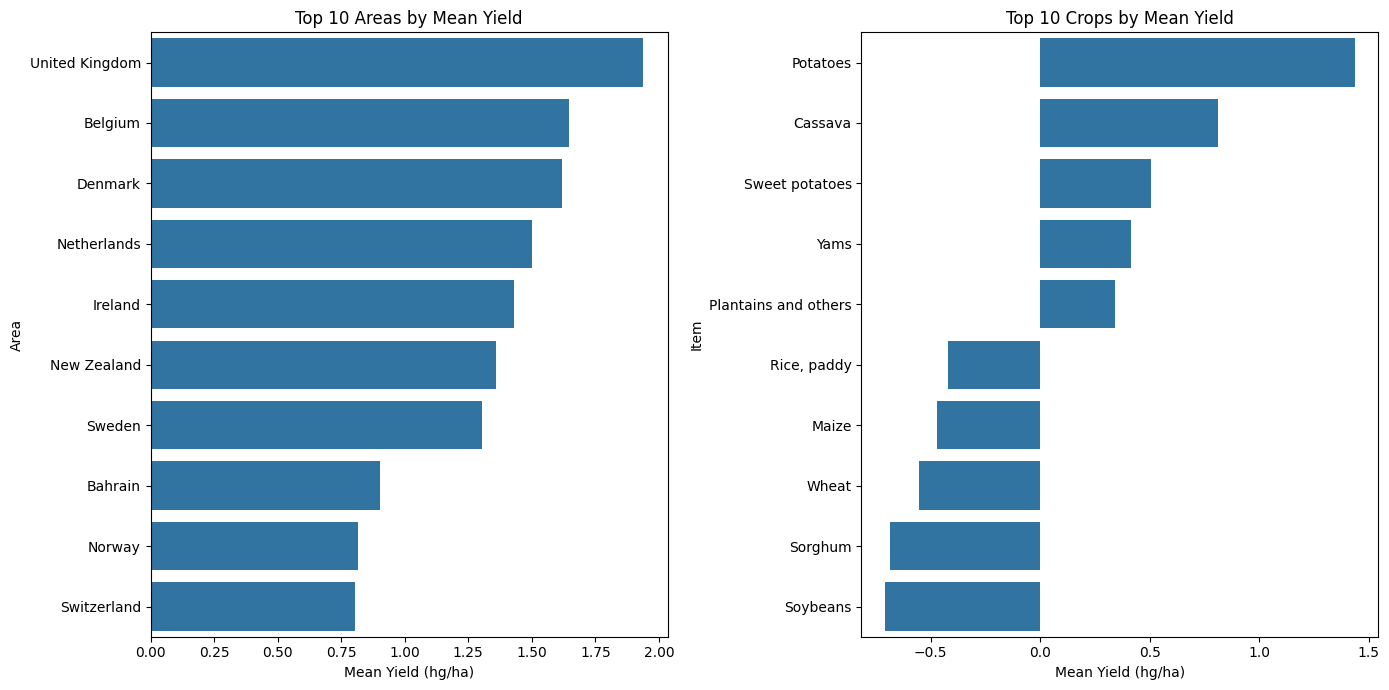 Top 10 Areas by Mean Yield
Area
United Kingdom
Belgium
Denmark
Netherlands
Ireland
New Zealand
Sweden
Bahrain
Norway
Switzerland
0.00 0.25 0.50 0.75 1.00 1.25 1.50 1.75 2.00
Mean Yield (hg/ha)
Top 10 Crops by Mean Yield
Item
Potatoes
Cassava
Sweet potatoes
Yams
Plantains and others
Rice, paddy
Maize
Wheat
Sorghum
Soybeans
−0.5 0.0 0.5 1.0 1.5
Mean Yield (hg/ha)